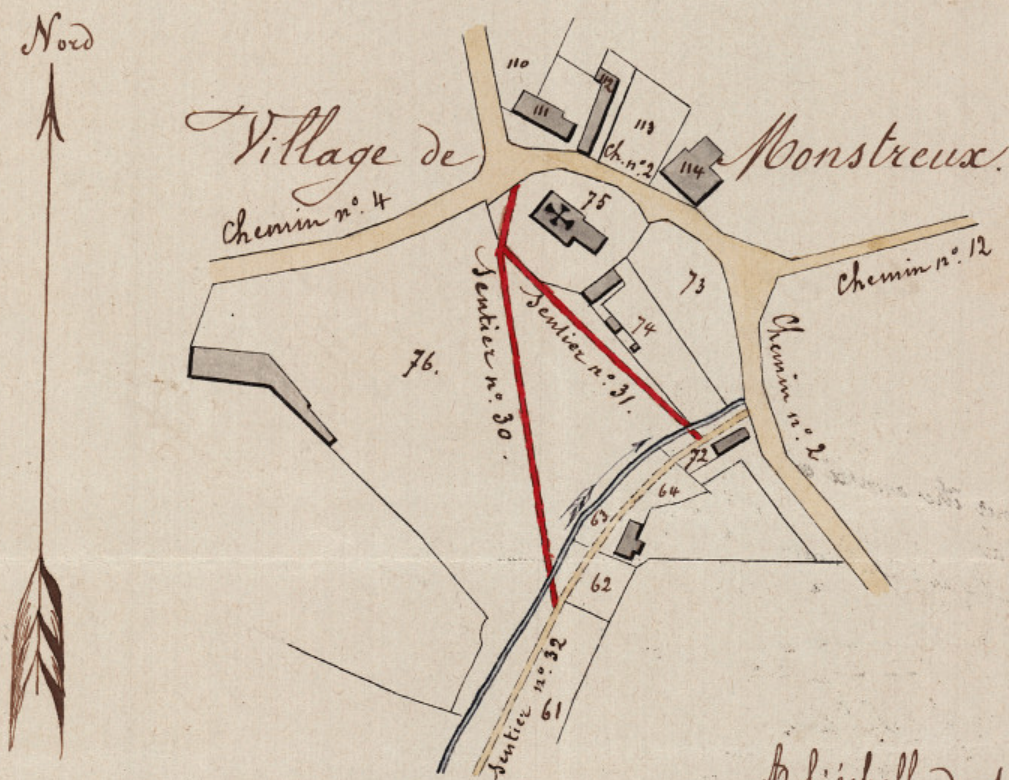 Nord
110
112
111
113
Village de Monstreux.
Ch. n.º 2
114
75
Chemin n.º 4
Chemin n.º 12
73
Sentier n.º 30.
Sentier n.º 31.
74
76.
Chemin n.º 2
72
64
63
62
Sentier n.º 32
61